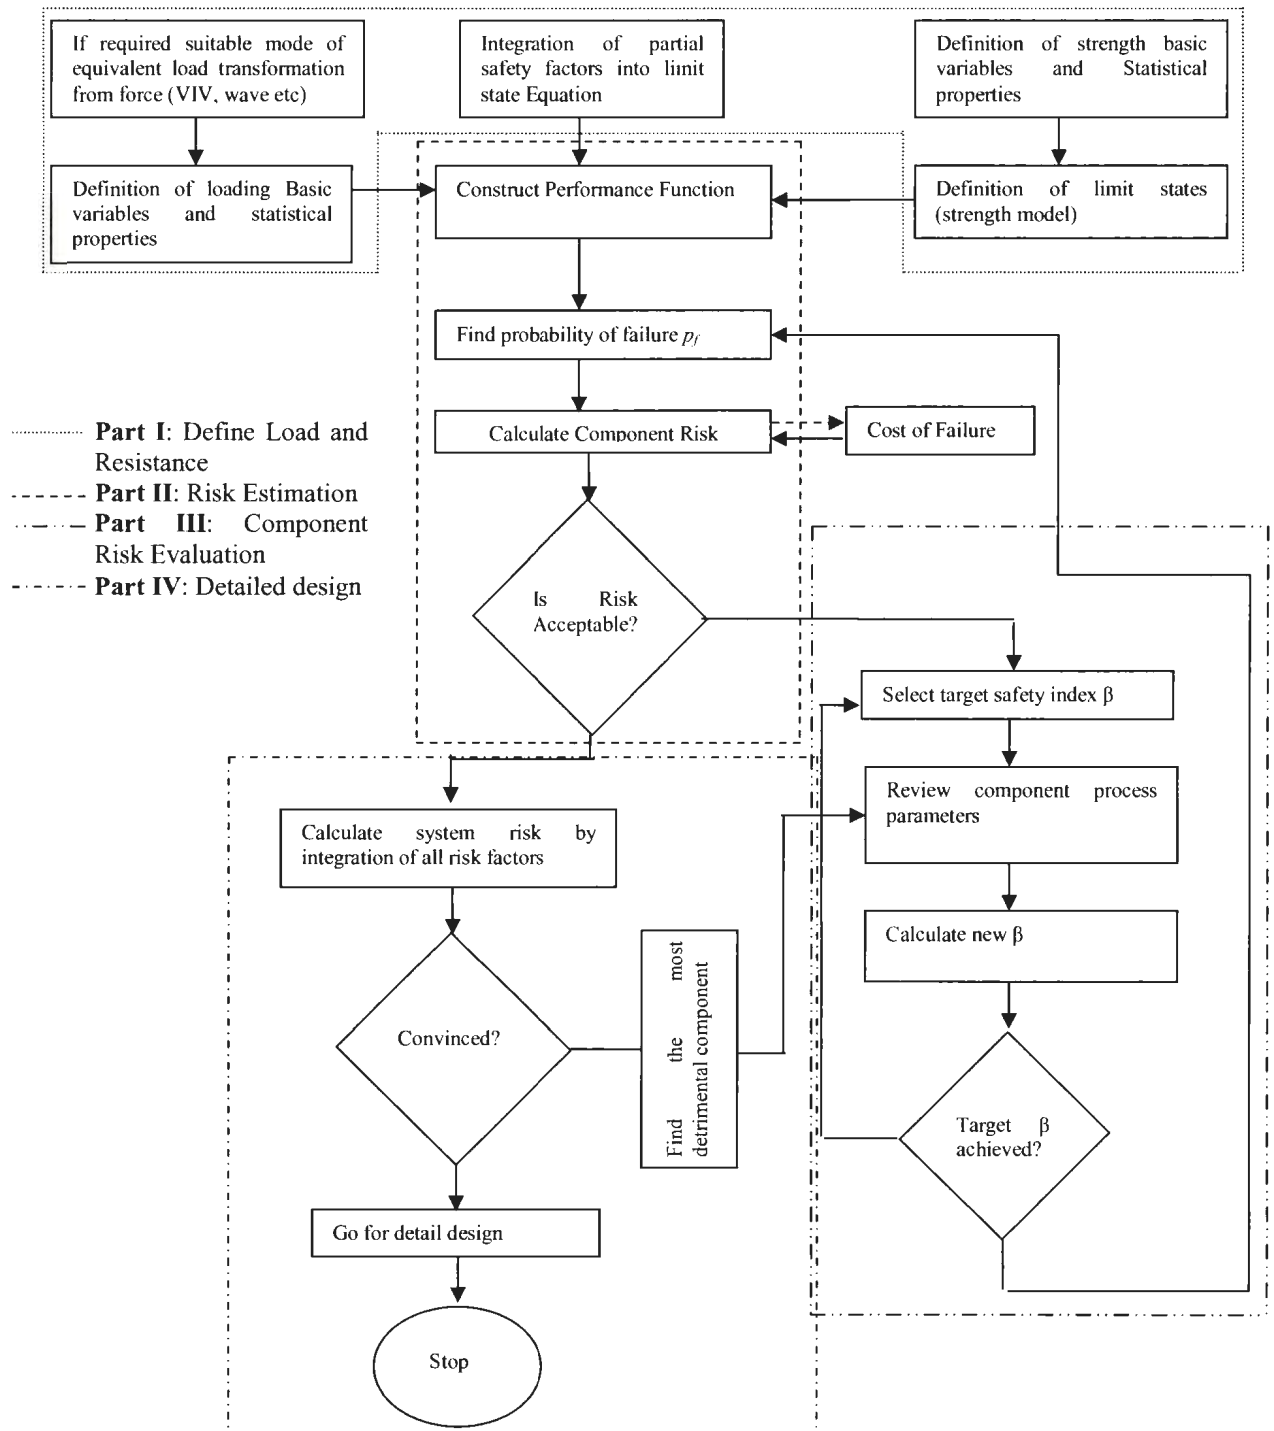 If required suitable mode of
equivalent load transformation
from force (VIV, wave etc)
Integration of partial
safety factors into limit
state Equation
Definition of strength basic
variables and Statistical
properties
Definition of loading Basic
variables and statistical
properties
Construct Performance Function
Definition of limit states
(strength model)
Find probability of failure pf
Calculate Component Risk
Cost of Failure
Part I: Define Load and
Resistance
Part II: Risk Estimation
Part III: Component
Risk Evaluation
Part IV: Detailed design
Is Risk
Acceptable?
Select target safety index β
Review component process
parameters
Calculate new β
Target β
achieved?
Calculate system risk by
integration of all risk factors
Convinced?
Find the most
detrimental component
Go for detail design
Stop